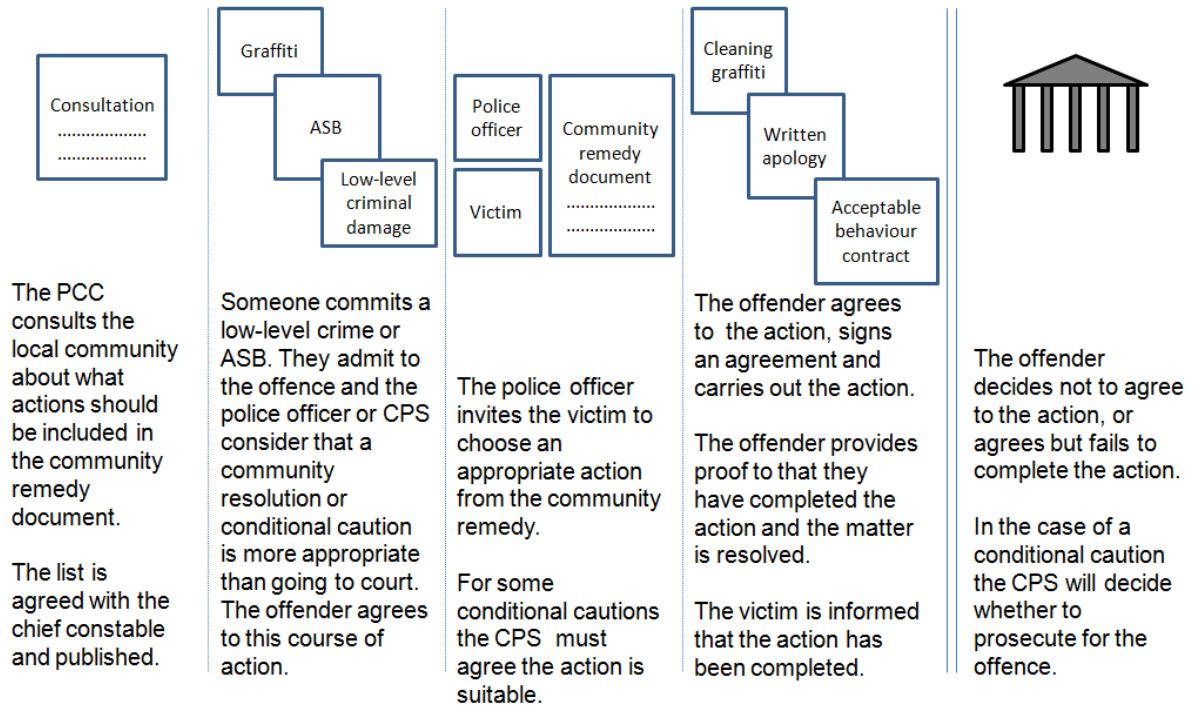 Consultation
...................
...................
The PCC
consults the
local community
about what
actions should
be included in
the community
remedy
document.
The list is
agreed with the
chief constable
and published.
Graffiti
ASB
Low-level
criminal
damage
Someone commits a
low-level crime or
ASB. They admit to
the offence and the
police officer or CPS
consider that a
community
resolution or
conditional caution
is more appropriate
than going to court.
The offender agrees
to this course of
action.
Police
officer
Victim
Community
remedy
document
...................
...................
The police officer
invites the victim to
choose an
appropriate action
from the community
remedy.
For some
conditional cautions
the CPS must
agree the action is
suitable.
Cleaning
graffiti
Written
apology
Acceptable
behaviour
contract
The offender agrees
to the action, signs
an agreement and
carries out the action.
The offender provides
proof to that they
have completed the
action and the matter
is resolved.
The victim is informed
that the action has
been completed.
The offender
decides not to agree
to the action, or
agrees but fails to
complete the action.
In the case of a
conditional caution
the CPS will decide
whether to
prosecute for the
offence.